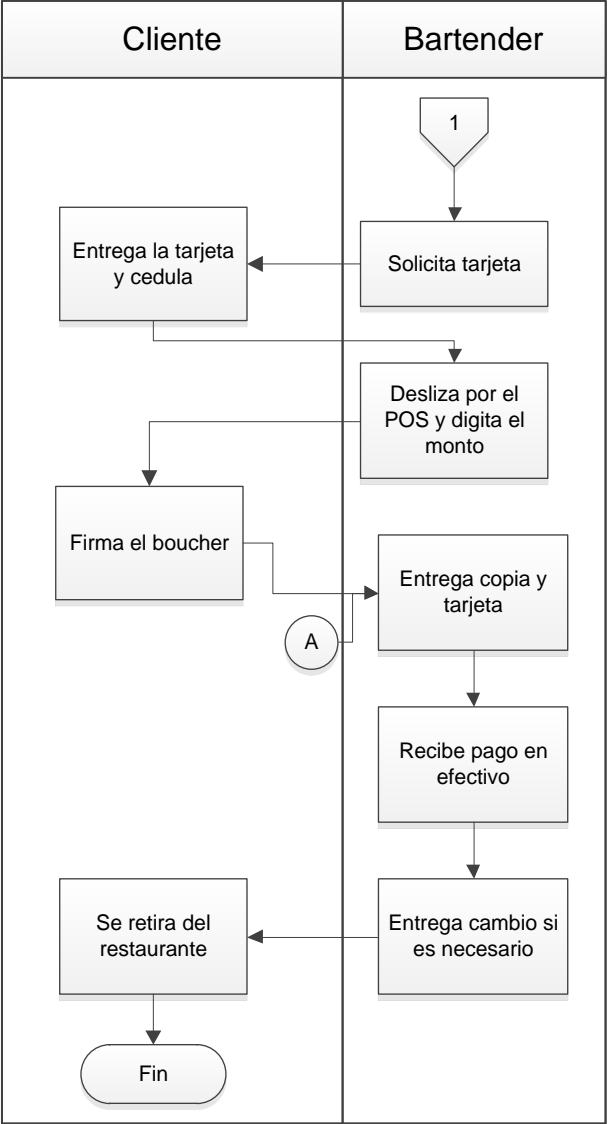 Cliente
Bartender
1
Solicita tarjeta
Entrega la tarjeta
y cedula
Desliza por el
POS y digita el
monto
Firma el boucher
Entrega copia y
tarjeta
A
Recibe pago en
efectivo
Entrega cambio si
es necesario
Se retira del
restaurante
Fin